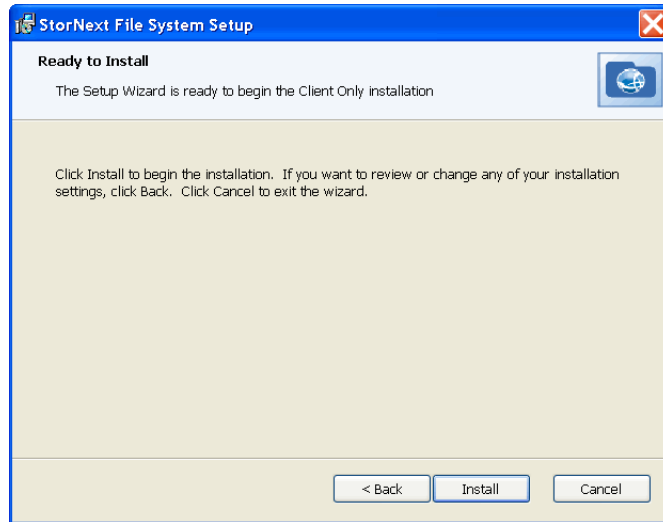 StorNext File System Setup
Ready to Install
The Setup Wizard is ready to begin the Client Only installation
Click Install to begin the installation.  If you want to review or change any of your installation
settings, click Back.  Click Cancel to exit the wizard.
< Back
Install
Cancel